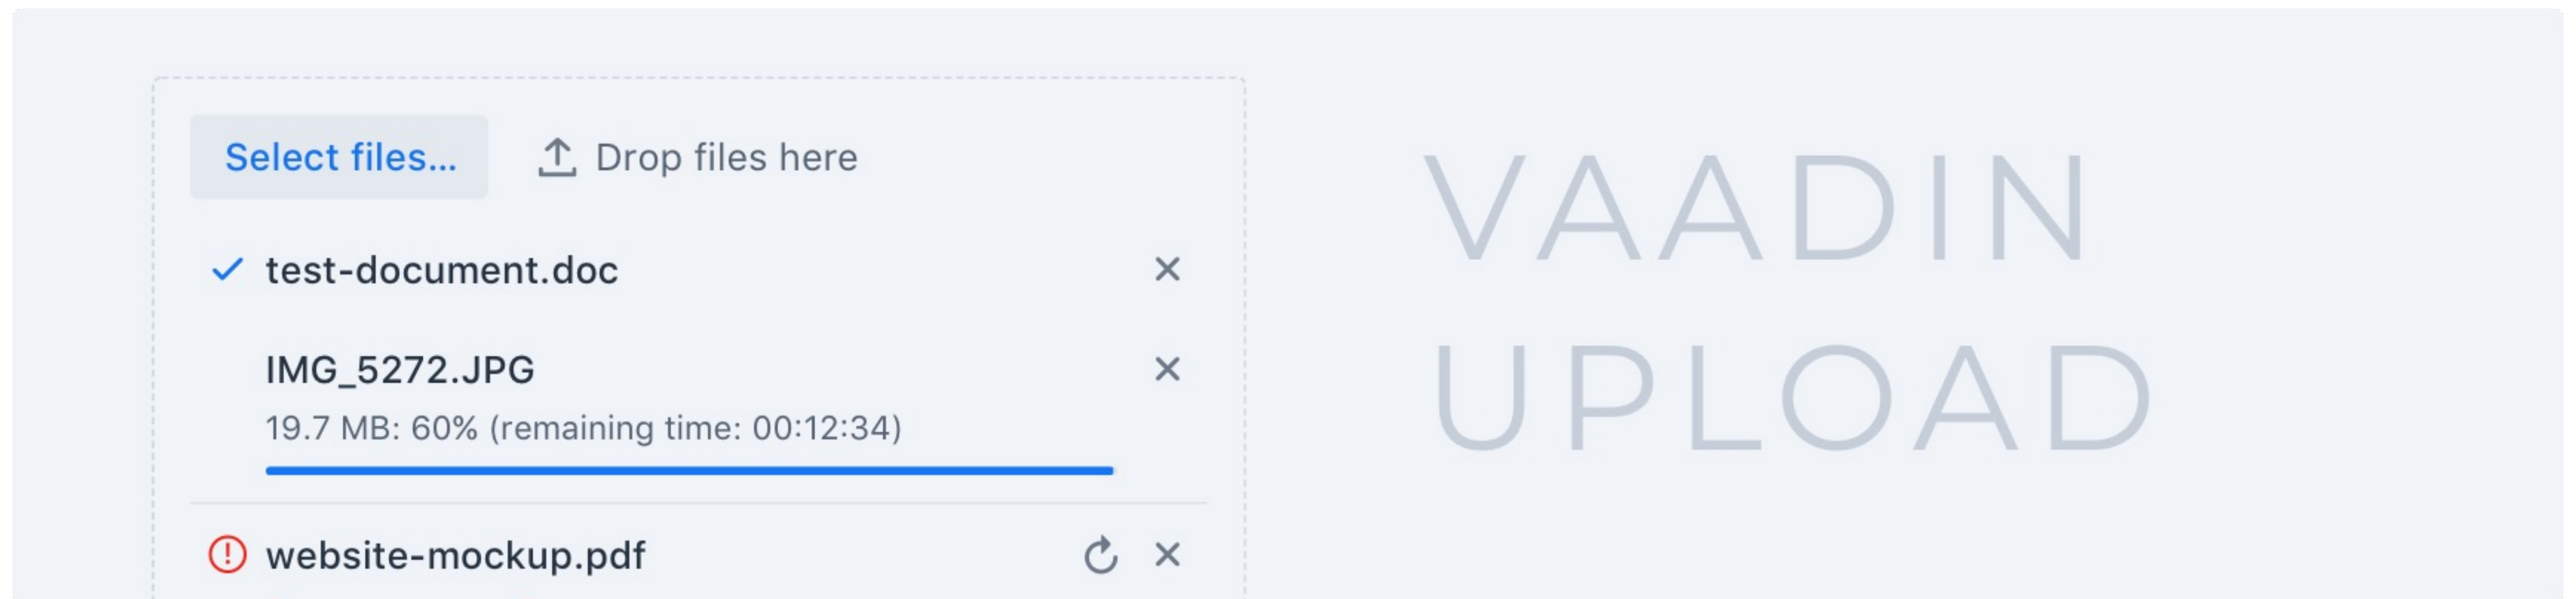 Select files...
Drop files here
test-document.doc
IMG_5272.JPG
19.7 MB: 60% (remaining time: 00:12:34)
website-mockup.pdf
VAADIN
UPLOAD